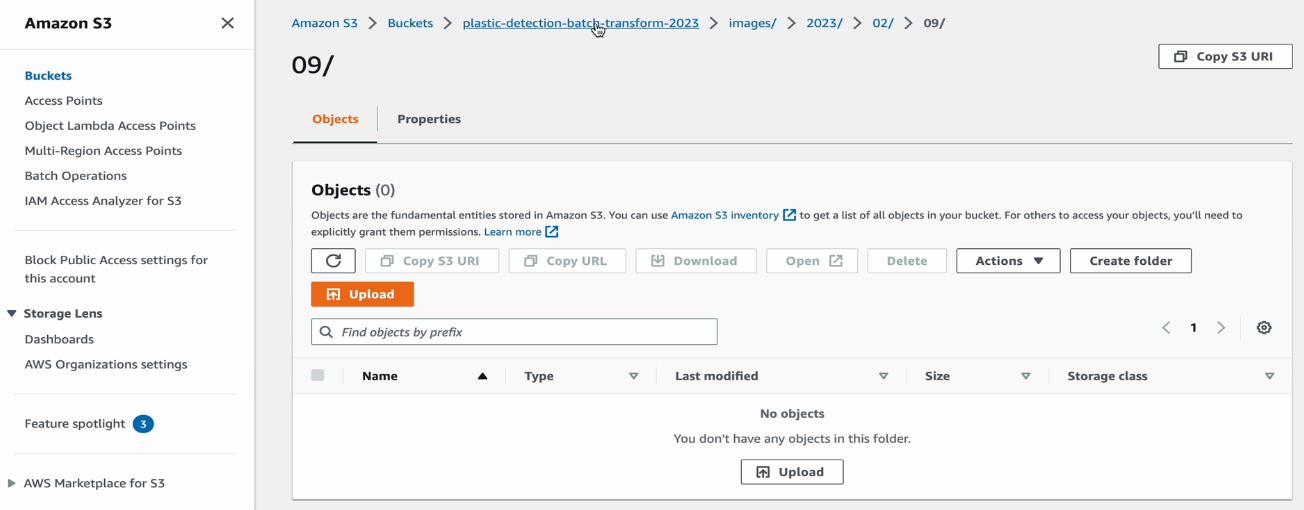 Amazon S3
Buckets
Access Points
Object Lambda Access Points
Multi-Region Access Points
Batch Operations
IAM Access Analyzer for S3
Block Public Access settings for
this account
Storage Lens
Dashboards
AWS Organizations settings
Feature spotlight 3
AWS Marketplace for S3
Amazon S3 Buckets plastic-detection-batch-transform-2023 images/ 2023/ 02/ 09/
09/
Copy S3 URI
Objects Properties
Objects (0)
Objects are the fundamental entities stored in Amazon S3. You can use Amazon S3 inventory to get a list of all objects in your bucket. For others to access your objects, you'll need to
explicitly grant them permissions. Learn more
Copy S3 URI Copy URL Download Open Delete Actions Create folder
Upload
Find objects by prefix
1
Name Type Last modified Size Storage class
No objects
You don't have any objects in this folder.
Upload